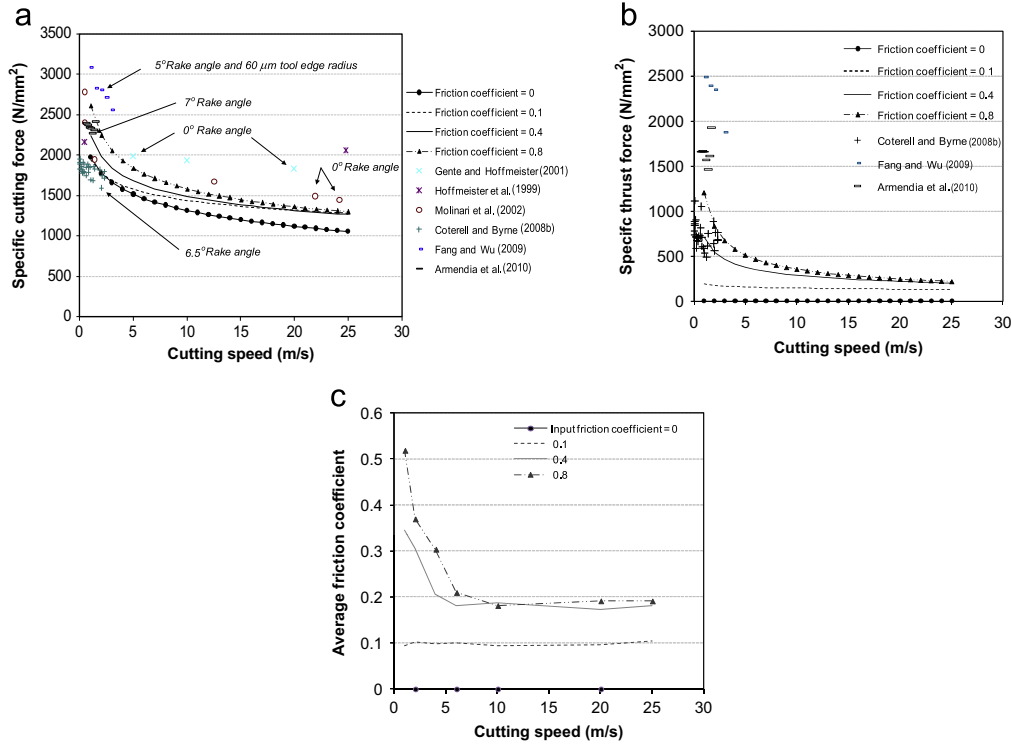 a
Specific cutting force (N/mm²)
3500
3000
2500
2000
1500
1000
500
0
0
5
10
15
20
25
30
Cutting speed (m/s)
5° Rake angle and 60 μm tool edge radius
7° Rake angle
0° Rake angle
0° Rake angle
6.5° Rake angle
Friction coefficient = 0
Friction coefficient = 0.1
Friction coefficient = 0.4
Friction coefficient = 0.8
Gente and Hoffmeister (2001)
Hoffmeister et al. (1999)
Molinari et al. (2002)
Coterell and Byrne (2008b)
Fang and Wu (2009)
Armendia et al. (2010)
b
Specifc thrust force (N/mm²)
3000
2500
2000
1500
1000
500
0
0
5
10
15
20
25
30
Cutting speed (m/s)
Friction coefficient = 0
Friction coefficient = 0 1
Friction coefficient = 0.4
Friction coefficient = 0.8
Coterell and Byrne (2008b)
Fang and Wu (2009)
Armendia et al. (2010)
c
Average friction coefficient
0.6
0.5
0.4
0.3
0.2
0.1
0
0
5
10
15
20
25
30
Cutting speed (m/s)
Input friction coefficient = 0
0.1
0.4
0.8